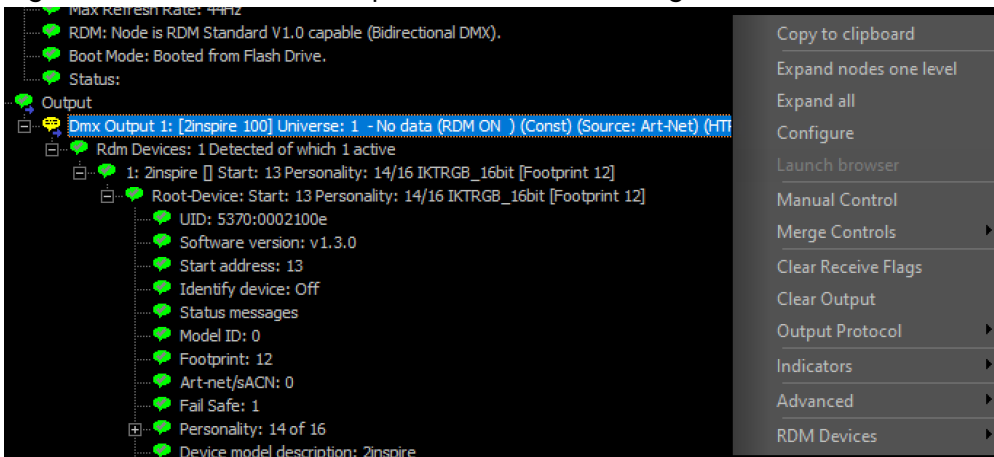 Max Refresh Rate: 44Hz
RDM: Node is RDM Standard V1.0 capable (Bidirectional DMX).
Boot Mode: Booted from Flash Drive.
Status:
Output
Dmx Output 1: [2inspire 100] Universe: 1 - No data (RDM ON ) (Const) (Source: Art-Net) (HT
Rdm Devices: 1 Detected of which 1 active
1: 2inspire [] Start: 13 Personality: 14/16 IKTRGB_16bit [Footprint 12]
Root-Device: Start: 13 Personality: 14/16 IKTRGB_16bit [Footprint 12]
UID: 5370:0002100e
Software version: v1.3.0
Start address: 13
Identify device: Off
Status messages
Model ID: 0
Footprint: 12
Art-net/sACN: 0
Fail Safe: 1
Personality: 14 of 16
Device model description: 2inspire
Copy to clipboard
Expand nodes one level
Expand all
Configure
Launch browser
Manual Control
Merge Controls
Clear Receive Flags
Clear Output
Output Protocol
Indicators
Advanced
RDM Devices